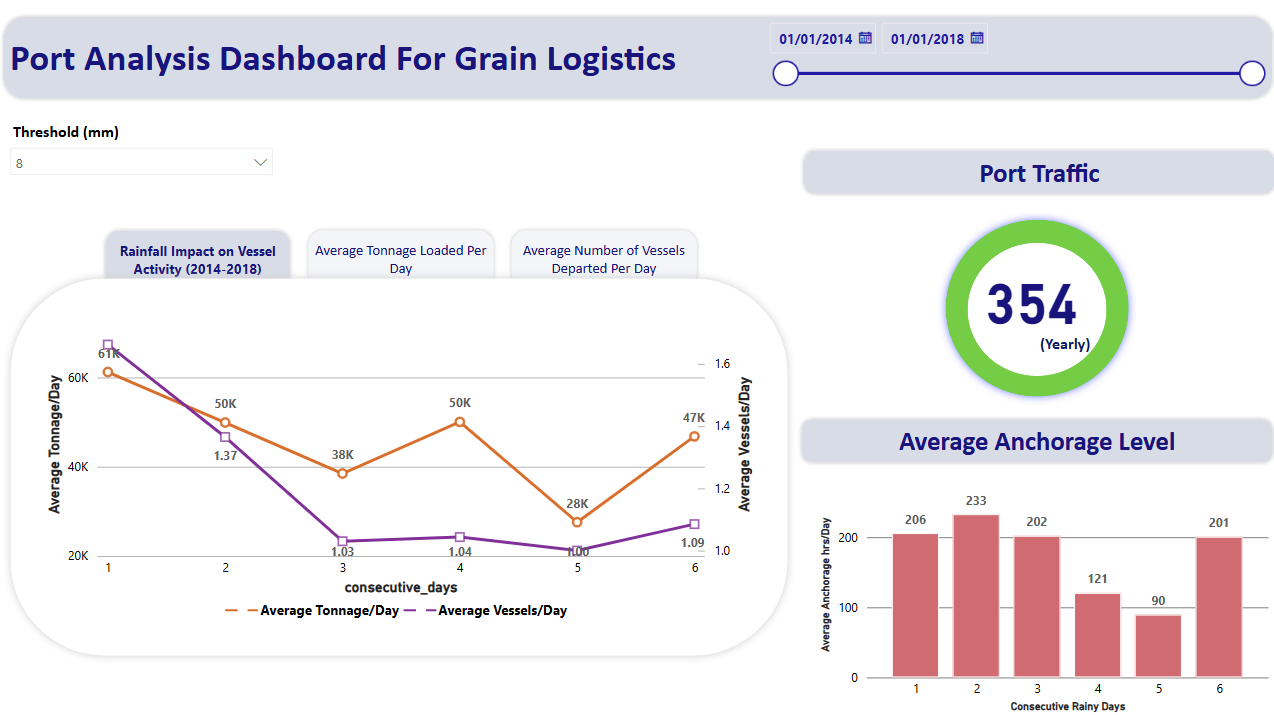 Port Analysis Dashboard For Grain Logistics
01/01/2014
01/01/2018
Threshold (mm)
8
Rainfall Impact on Vessel
Activity (2014-2018)
Average Tonnage Loaded Per
Day
Average Number of Vessels
Departed Per Day
Average Tonnage/Day
60K
40K
20K
61K
50K
38K
50K
28K
47K
1.37
1.03
1.04
1.00
1.09
1.6
1.4
1.2
1.0
Average Vessels/Day
1 2 3 4 5 6
consecutive_days
Average Tonnage/Day Average Vessels/Day
Port Traffic
354
(Yearly)
Average Anchorage Level
Average Anchorage hrs/Day
200
100
0
206
233
202
121
90
201
1 2 3 4 5 6
Consecutive Rainy Days